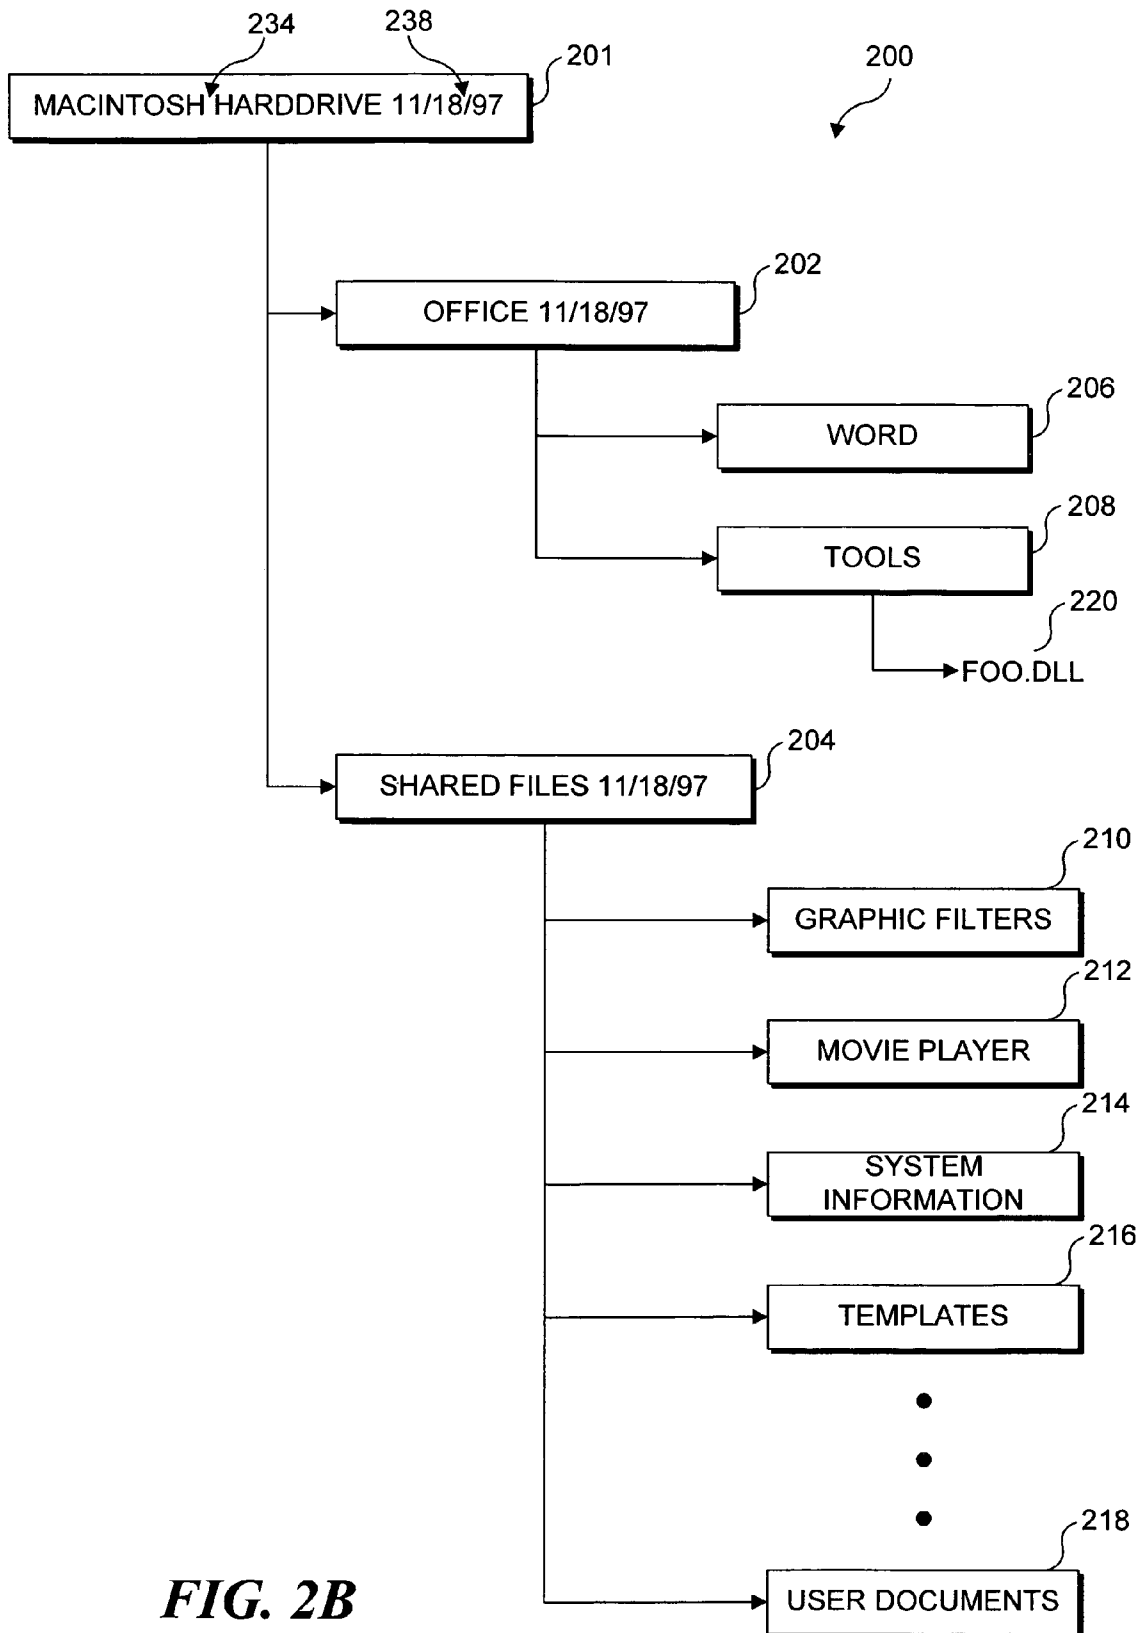 234
238
201
200
MACINTOSH HARDDRIVE 11/18/97
202
OFFICE 11/18/97
206
WORD
208
TOOLS
220
FOO.DLL
204
SHARED FILES 11/18/97
210
GRAPHIC FILTERS
212
MOVIE PLAYER
214
SYSTEM
INFORMATION
216
TEMPLATES
218
USER DOCUMENTS
FIG. 2B